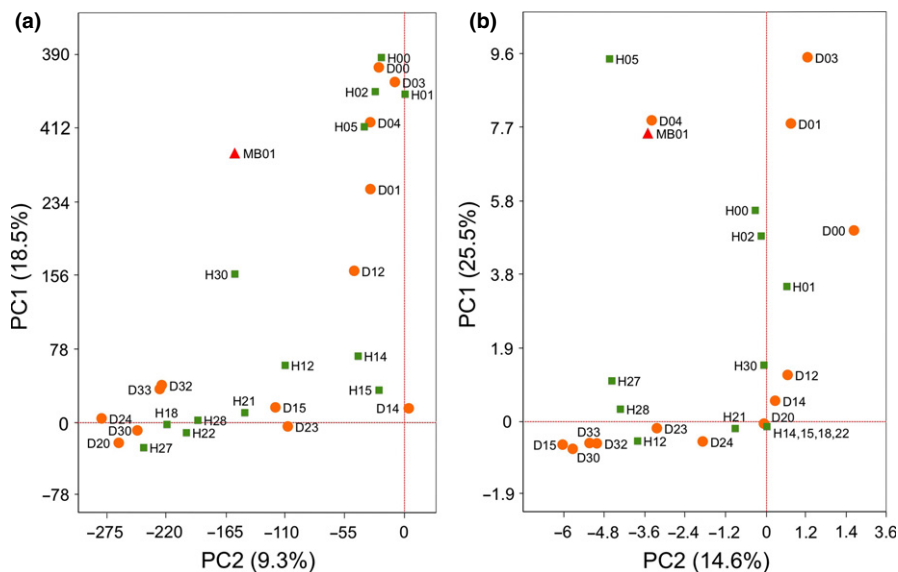 (a)
390
412
234
156
78
0
−78
PC1 (18.5%)
−275
−220
−165
−110
−55
0
PC2 (9.3%)
H00
D00
D03
H02
H01
H05
D04
MB01
D01
H30
D12
H14
H12
H15
D33
D32
D24
H18
H28
H21
D15
D14
D30
H22
D23
D20
H27
(b)
9.6
7.7
5.8
3.8
1.9
0
−1.9
PC1 (25.5%)
−6
−4.8
−3.6
−2.4
−1.2
0
1.2
2.4
3.6
PC2 (14.6%)
H05
D03
D04
MB01
D01
H00
H02
D00
H01
H30
H27
D12
H28
D14
D20
H21
H14,15,18,22
D33
D23
D15
D32
H12
D24
D30